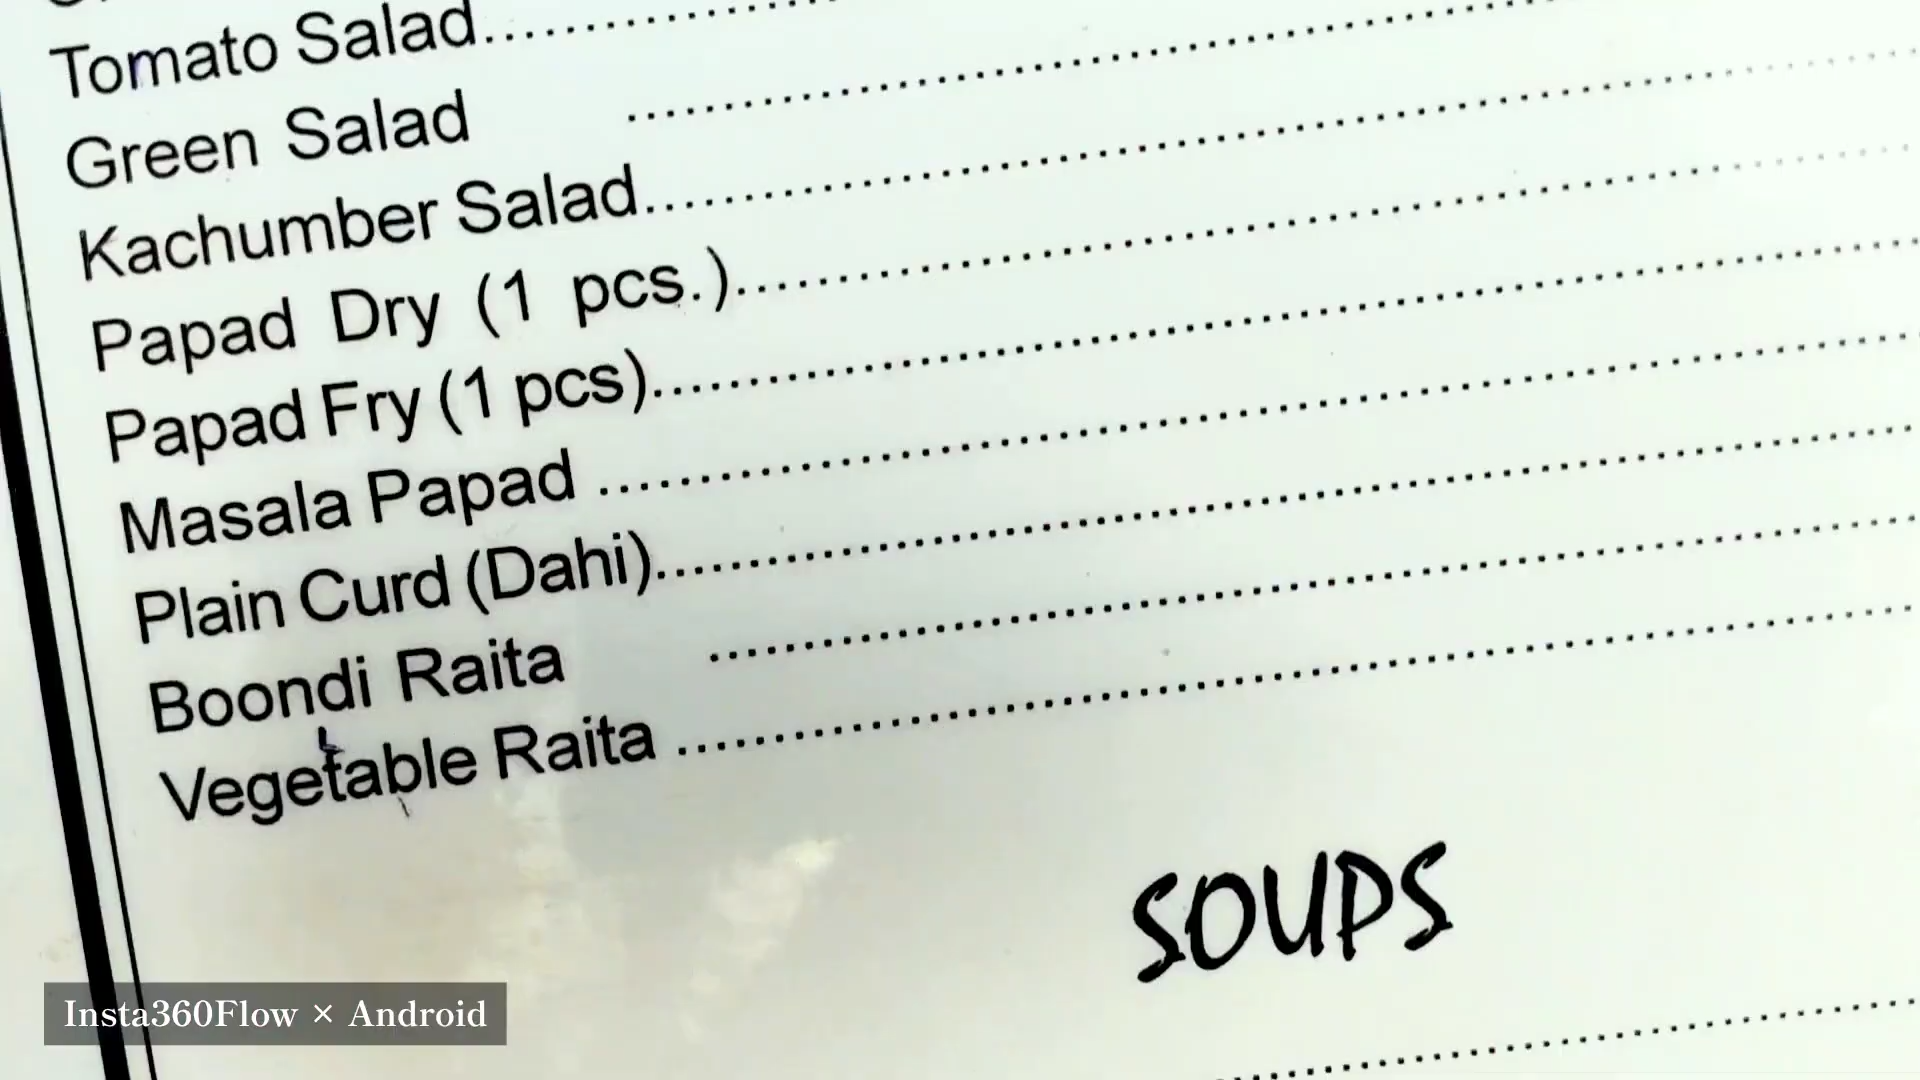 Tomato Salad
Green Salad
Kachumber Salad
Papad Dry (1 pcs.)
Papad Fry (1 pcs)
Masala Papad
Plain Curd (Dahi)
Boondi Raita
Vegetable Raita
SOUPS
Insta360Flow × Android